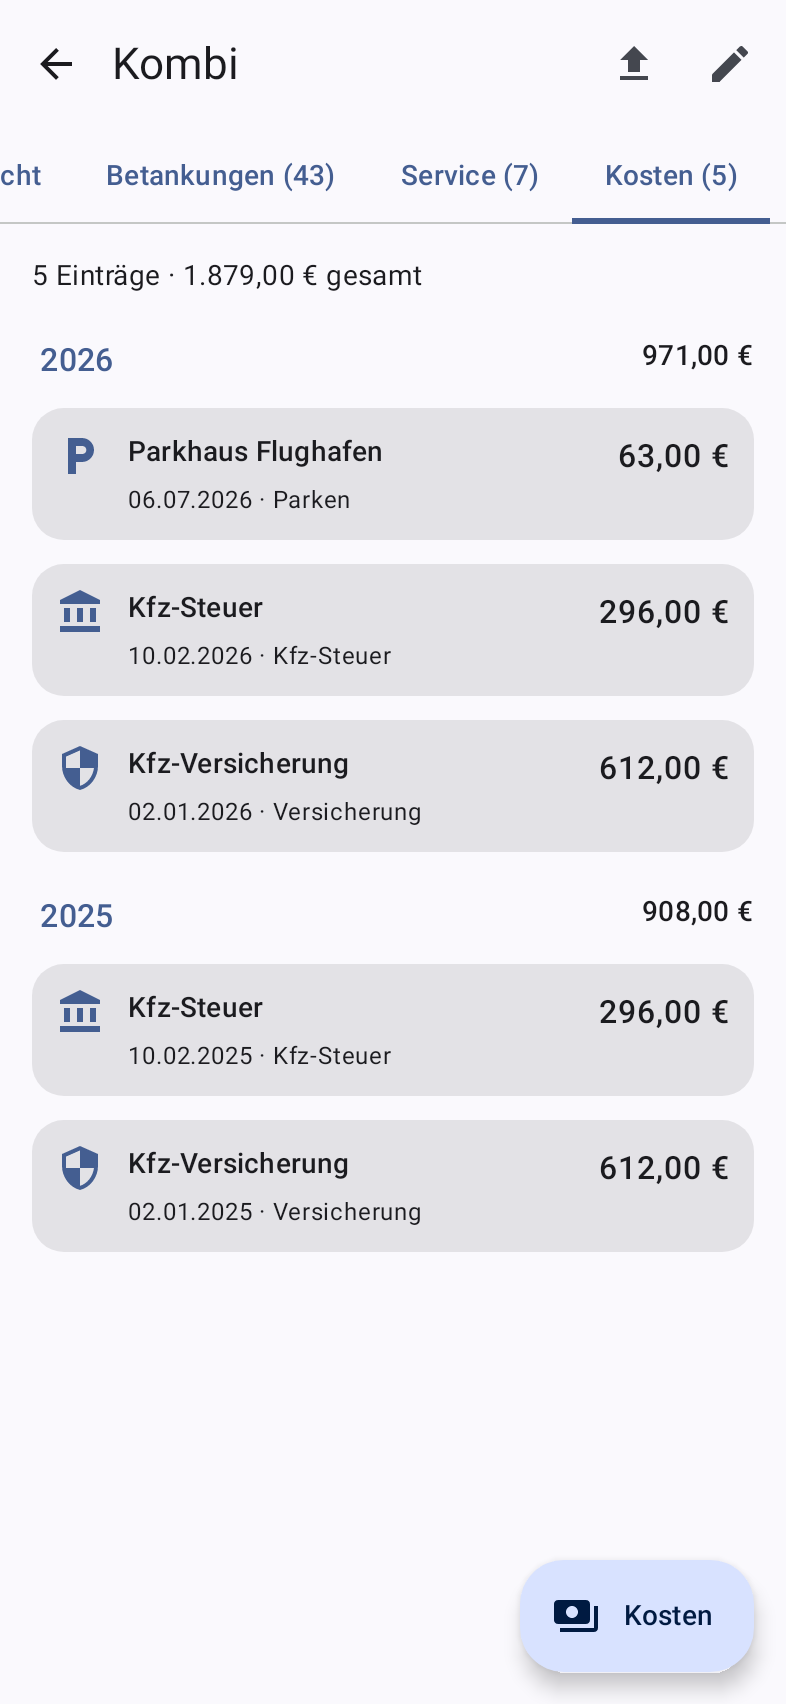 Kombi
cht Betankungen (43) Service (7) Kosten (5)
5 Einträge · 1.879,00 € gesamt
2026 971,00 €
Parkhaus Flughafen 63,00 €
06.07.2026 · Parken
Kfz-Steuer 296,00 €
10.02.2026 · Kfz-Steuer
Kfz-Versicherung 612,00 €
02.01.2026 · Versicherung
2025 908,00 €
Kfz-Steuer 296,00 €
10.02.2025 · Kfz-Steuer
Kfz-Versicherung 612,00 €
02.01.2025 · Versicherung
Kosten